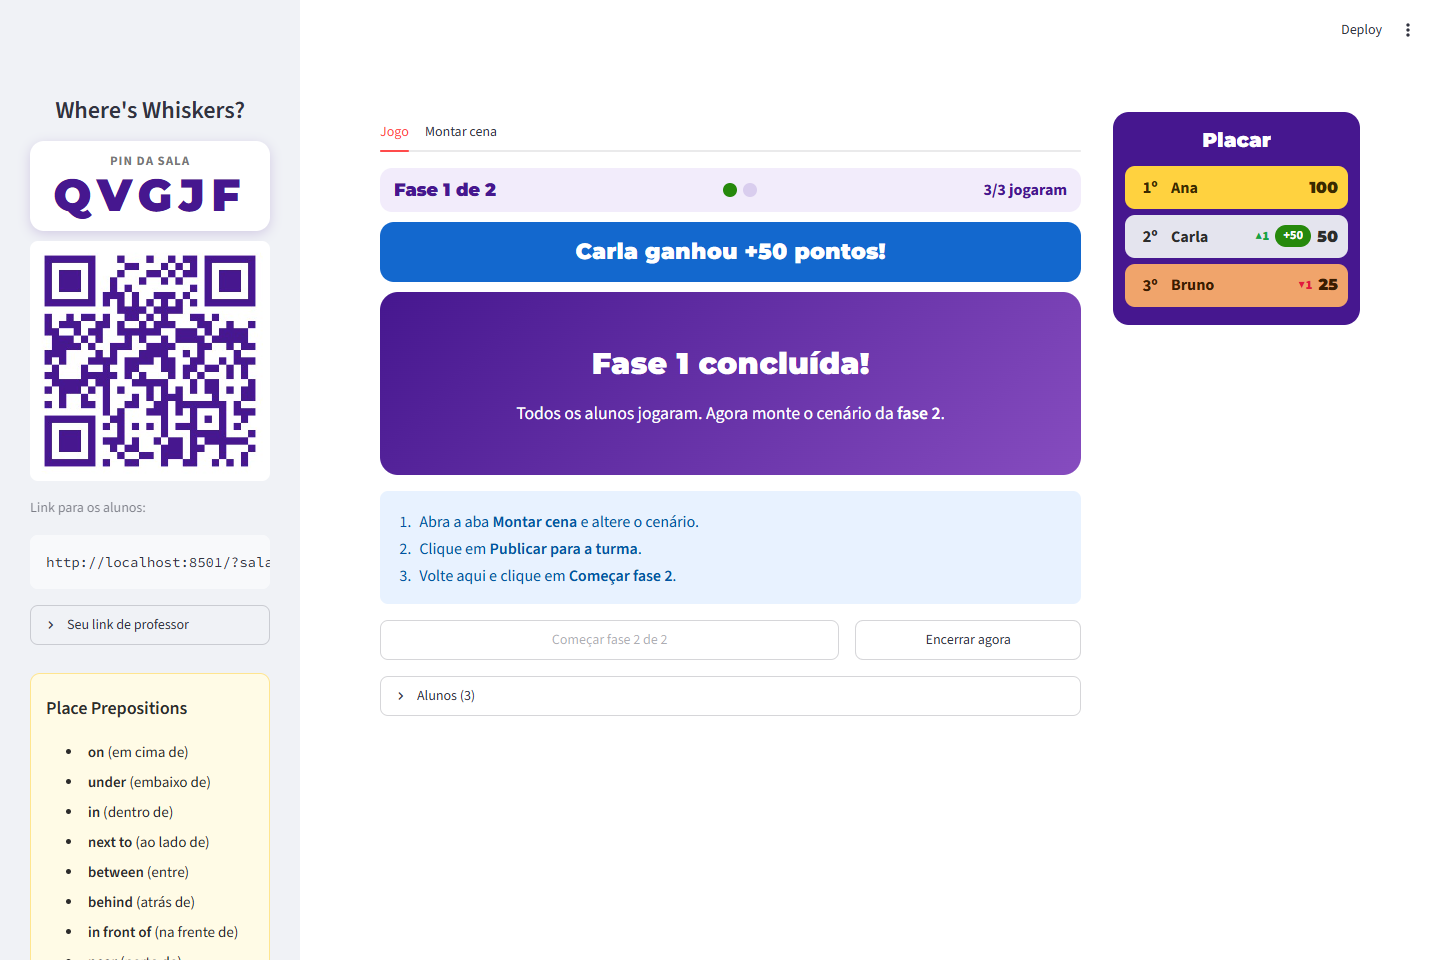 Deploy
Where's Whiskers?
PIN DA SALA
QVGJF
Link para os alunos:
http://localhost:8501/?sala
Seu link de professor
Place Prepositions
on (em cima de)
under (embaixo de)
in (dentro de)
next to (ao lado de)
between (entre)
behind (atrás de)
in front of (na frente de)
Jogo
Montar cena
Fase 1 de 2
3/3 jogaram
Carla ganhou +50 pontos!
Fase 1 concluída!
Todos os alunos jogaram. Agora monte o cenário da fase 2.
1. Abra a aba Montar cena e altere o cenário.
2. Clique em Publicar para a turma.
3. Volte aqui e clique em Começar fase 2.
Começar fase 2 de 2
Encerrar agora
Alunos (3)
Placar
1º Ana 100
2º Carla ▲1 +50 50
3º Bruno ▼1 25